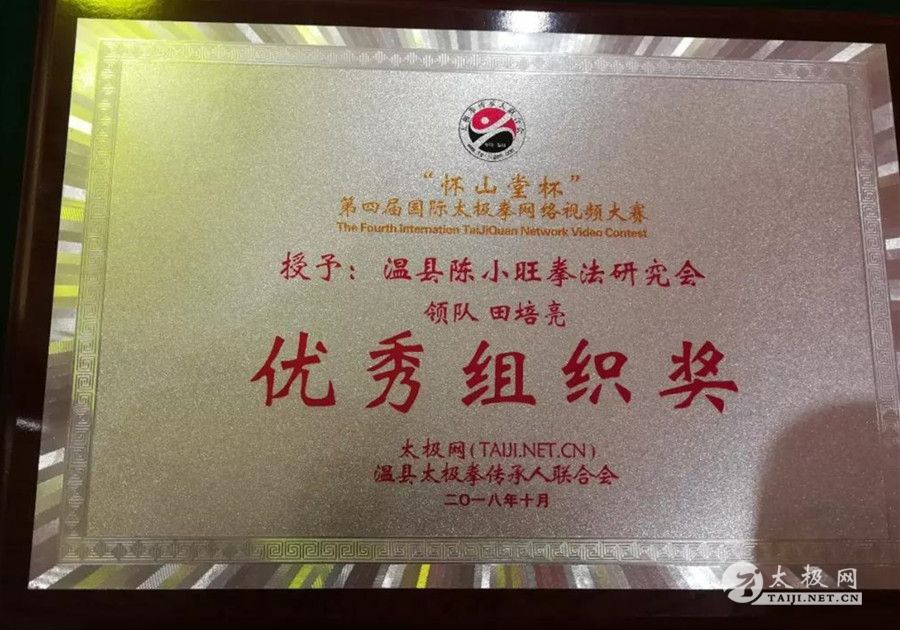 “怀山堂杯”
第四届国际太极拳网络视频大赛
The Fourth Internation TaiJiQuan Network Video Contest
授予：温县陈小旺拳法研究会
领队 田培亮
优秀组织奖
太极网(TAIJI.NET.CN)
温县太极拳传承人联合会
二〇一八年十月
太极网
TAIJI.NET.CN